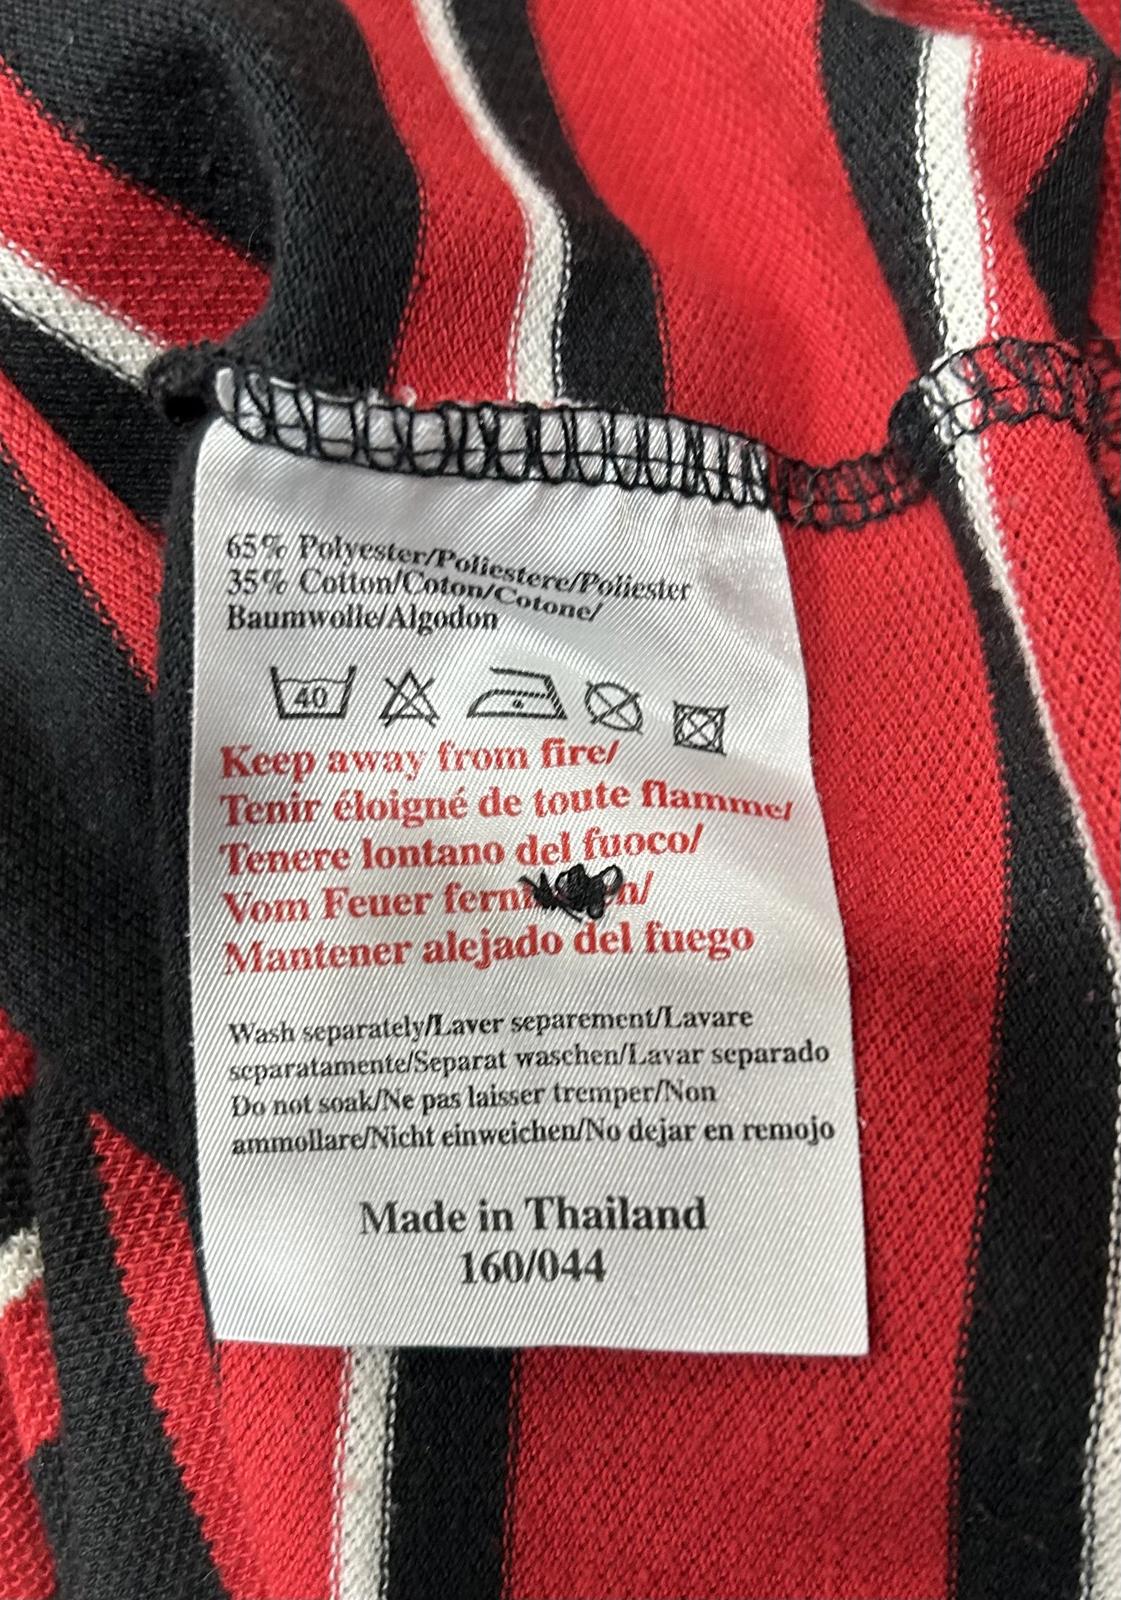 65% Polyester/Poliestere/Poliester
35% Cotton/Coton/Cotone/
Baumwolle/Algodon
40
Keep away from fire/
Tenir éloigné de toute flamme/
Tenere lontano del fuoco/
Vom Feuer
Mantener alejado del fuego
Wash separately/Laver separement/Lavare
separatamente/Separat waschen/Lavar separado
Do not soak/Ne pas laisser tremper/Non
ammollare/Nicht einweichen/No dejar en remojo
Made in Thailand
160/044